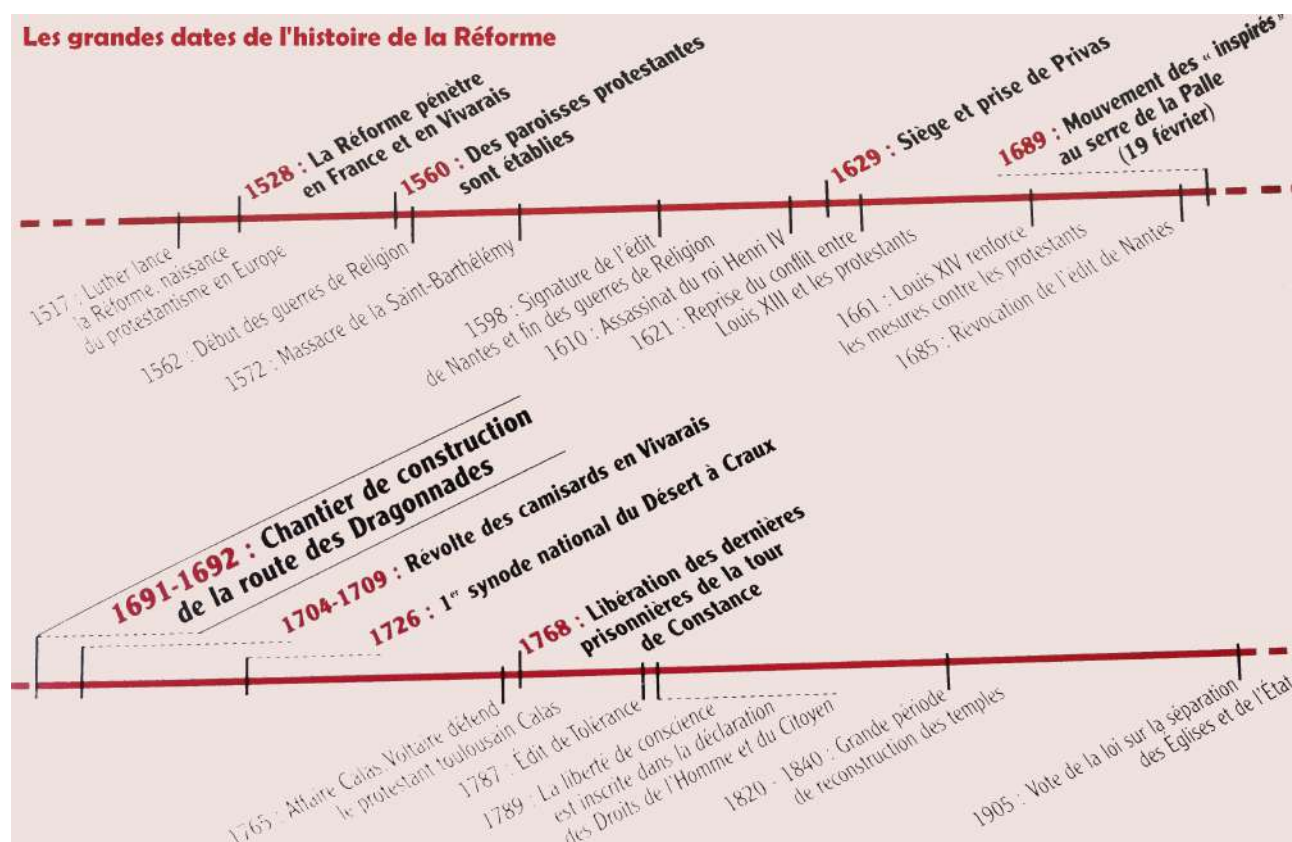 Les grandes dates de l'histoire de la Réforme
1528 : La Réforme pénètre
en France et en Vivarais
1560 : Des paroisses protestantes
sont établies
1629 : Siège et prise de Privas
1689 : Mouvement des « inspirés »
au serre de la Palle
(19 février)
1517 : Luther lance
la Réforme, naissance
du protestantisme en Europe
1562 : Début des guerres de Religion
1572 : Massacre de la Saint-Barthélémy
1598 : Signature de l'édit
de Nantes et fin des guerres de Religion
1610 : Assassinat du roi Henri IV
1621 : Reprise du conflit entre
Louis XIII et les protestants
1661 : Louis XIV renforce
les mesures contre les protestants
1685 : Révocation de l'édit de Nantes
1691-1692 : Chantier de construction
de la route des Dragonnades
1704-1709 : Révolte des camisards en Vivarais
1726 : 1er synode national du Désert à Craux
1768 : Libération des dernières
prisonnières de la tour
de Constance
1765 : Affaire Calas. Voltaire défend
le protestant toulousain Calas
1787 : Édit de Tolérance
1789 : La liberté de conscience
est inscrite dans la déclaration
des Droits de l'Homme et du Citoyen
1820 - 1840 : Grande période
de reconstruction des temples
1905 : Vote de la loi sur la séparation
des Églises et de l'État